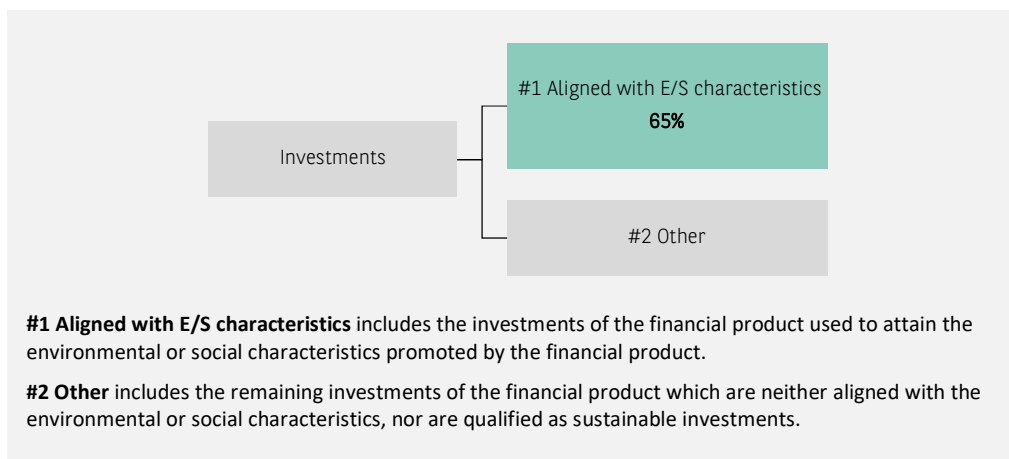 #1 Aligned with E/S characteristics
65%
Investments
#2 Other
#1 Aligned with E/S characteristics includes the investments of the financial product used to attain the
environmental or social characteristics promoted by the financial product.
#2 Other includes the remaining investments of the financial product which are neither aligned with the
environmental or social characteristics, nor are qualified as sustainable investments.